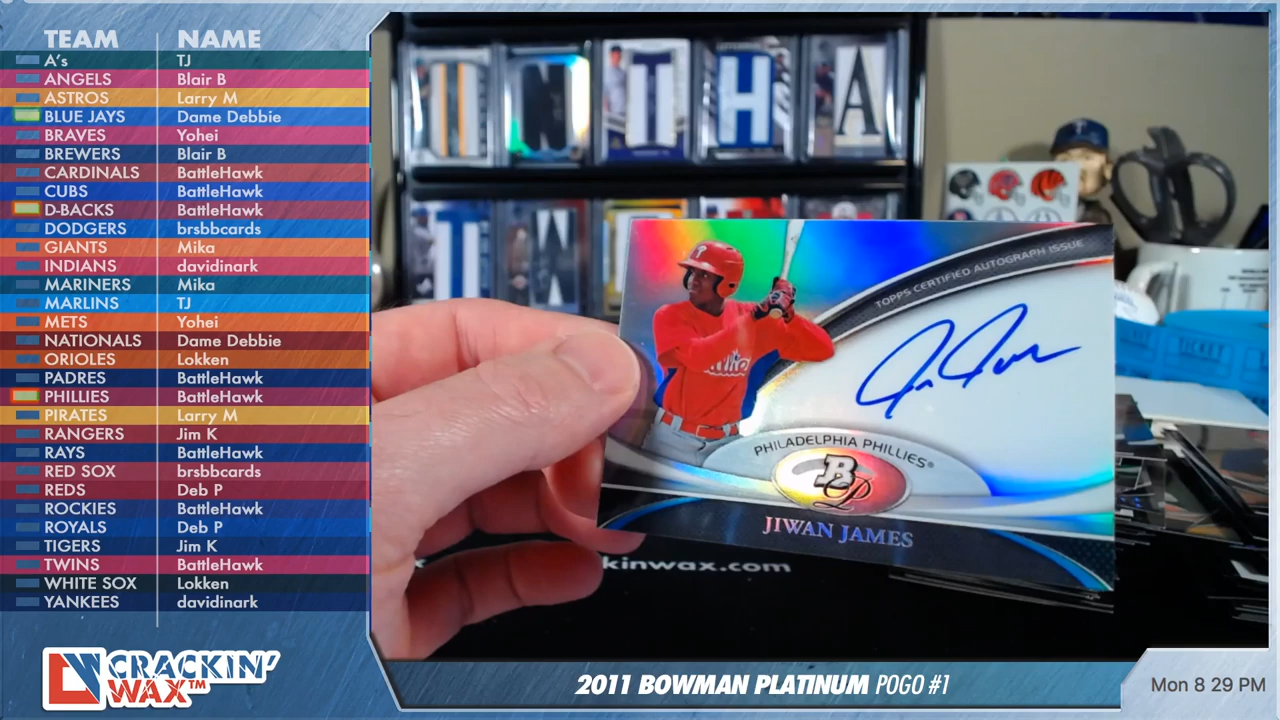 TEAM NAME
A's TJ
ANGELS Blair B
ASTROS Larry M
BLUE JAYS Dame Debbie
BRAVES Yohei
BREWERS Blair B
CARDINALS BattleHawk
CUBS BattleHawk
D-BACKS BattleHawk
DODGERS brsbbcards
GIANTS Mika
INDIANS davidinark
MARINERS Mika
MARLINS TJ
METS Yohei
NATIONALS Dame Debbie
ORIOLES Lokken
PADRES BattleHawk
PHILLIES BattleHawk
PIRATES Larry M
RANGERS Jim K
RAYS BattleHawk
RED SOX brsbbcards
REDS Deb P
ROCKIES BattleHawk
ROYALS Deb P
TIGERS Jim K
TWINS BattleHawk
WHITE SOX Lokken
YANKEES davidinark
CRACKIN'
WAX™
N T H A
T W
TOPPS CERTIFIED AUTOGRAPH ISSUE
PHILADELPHIA PHILLIES®
BP
JIWAN JAMES
kinwax.com
TICKET
2011 BOWMAN PLATINUM POGO #1
Mon 8 29 PM